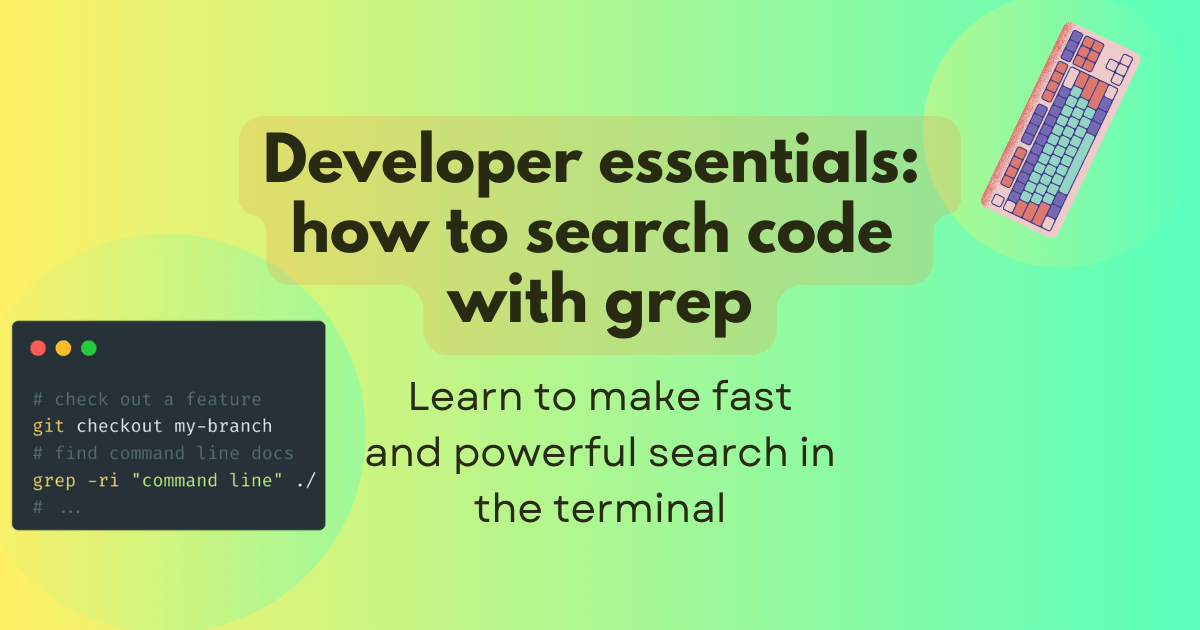 Developer essentials:
how to search code
with grep
Learn to make fast
and powerful search in
the terminal
# check out a feature
git checkout my-branch
# find command line docs
grep -ri "command line" ./
# ...